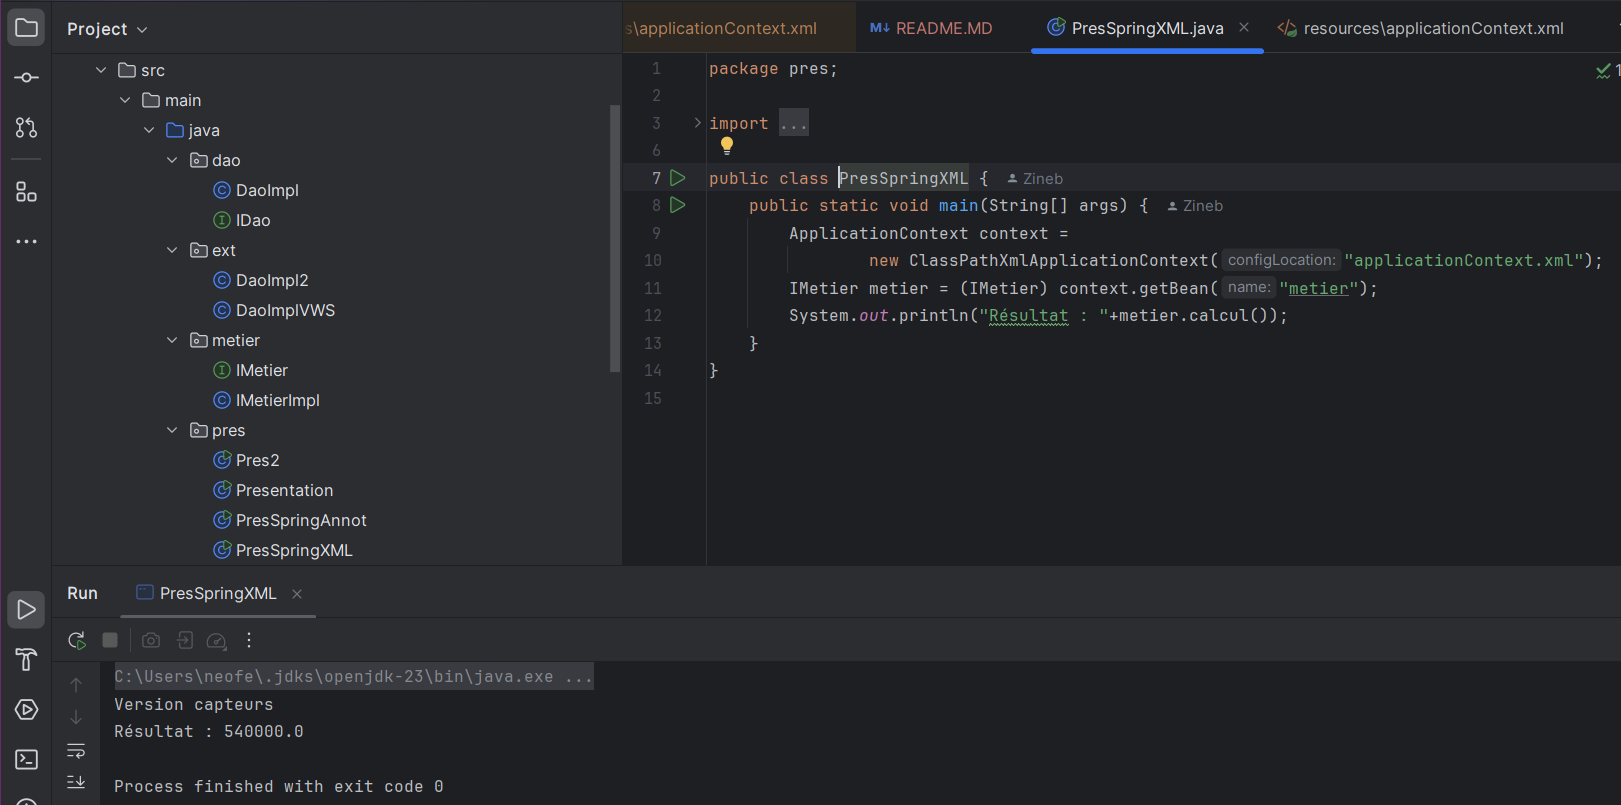 Project
s\applicationContext.xml
M↓ README.MD
PresSpringXML.java
resources\applicationContext.xml
src
main
java
dao
DaoImpl
IDao
ext
DaoImpl2
DaoImplVWS
metier
IMetier
IMetierImpl
pres
Pres2
Presentation
PresSpringAnnot
PresSpringXML
1 package pres;
1
2
3 import ...
6
7 public class PresSpringXML { Zineb
8 public static void main(String[] args) { Zineb
9 ApplicationContext context =
10 new ClassPathXmlApplicationContext( configLocation: "applicationContext.xml");
11 IMetier metier = (IMetier) context.getBean( name: "metier");
12 System.out.println("Résultat : "+metier.calcul());
13 }
14 }
15
Run
PresSpringXML
C:\Users\neofe\.jdks\openjdk-23\bin\java.exe ...
Version capteurs
Résultat : 540000.0
Process finished with exit code 0